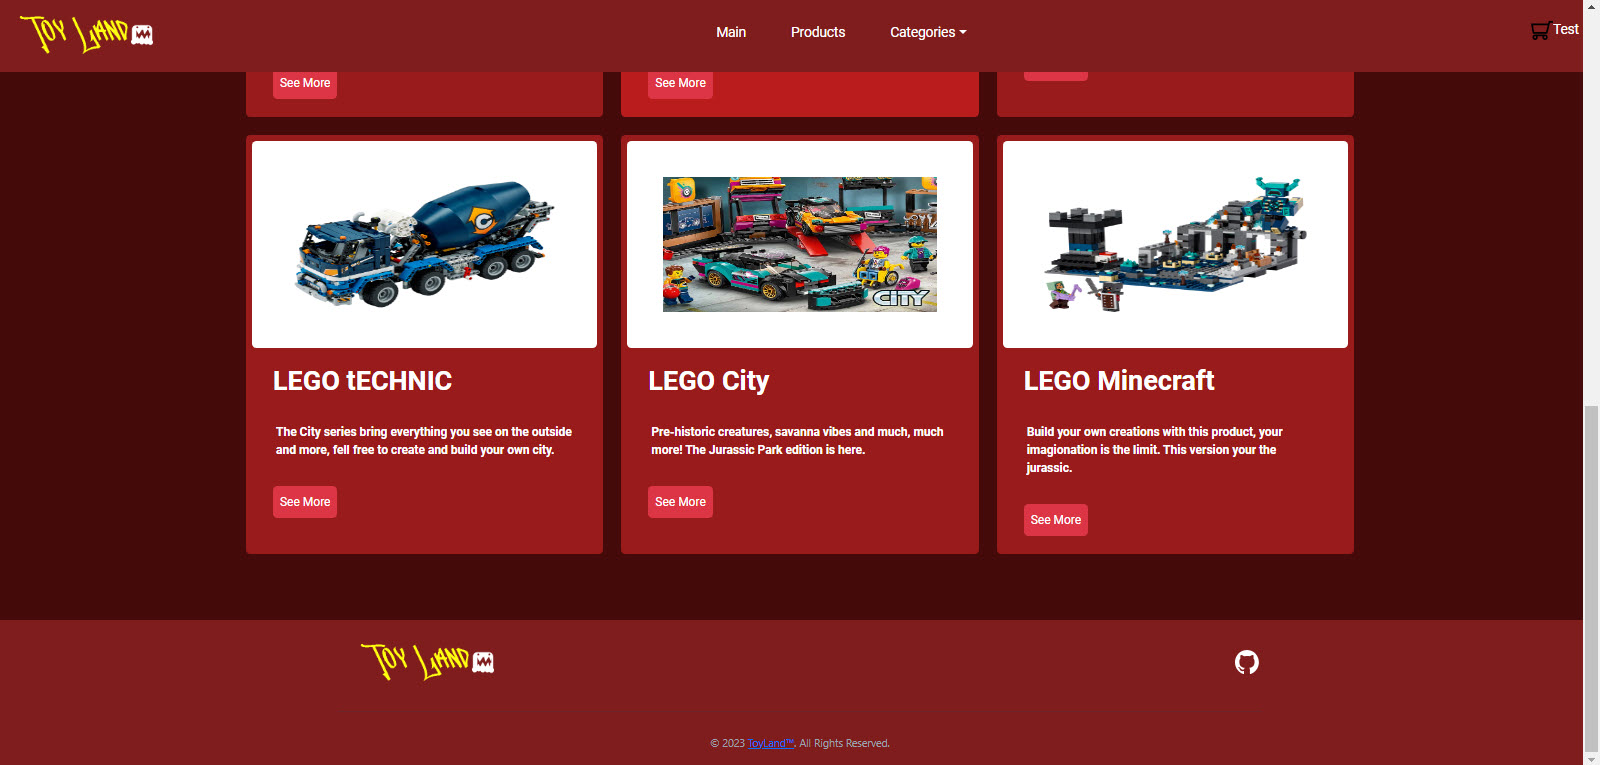 Toy Land
Main
Products
Categories
Test
See More
See More
C
CITY
LEGO tECHNIC
LEGO City
LEGO Minecraft
The City series bring everything you see on the outside
and more, fell free to create and build your own city.
Pre-historic creatures, savanna vibes and much, much
more! The Jurassic Park edition is here.
Build your own creations with this product, your
imagionation is the limit. This version your the
jurassic.
See More
See More
See More
Toy Land
© 2023 ToyLand™. All Rights Reserved.